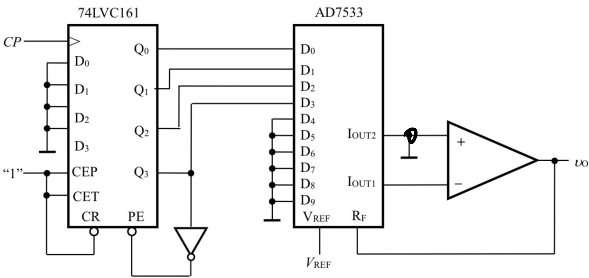 74LVC161 AD7533
CP
D0 Q0 D0
D1 Q1 D1
D2 Q2 D2
D3 Q3 D3
D4
D5 IOUT2 +
D6
D7
"1" CEP D8 IOUT1 −
CET D9
CR PE VREF RF
VREF
υO